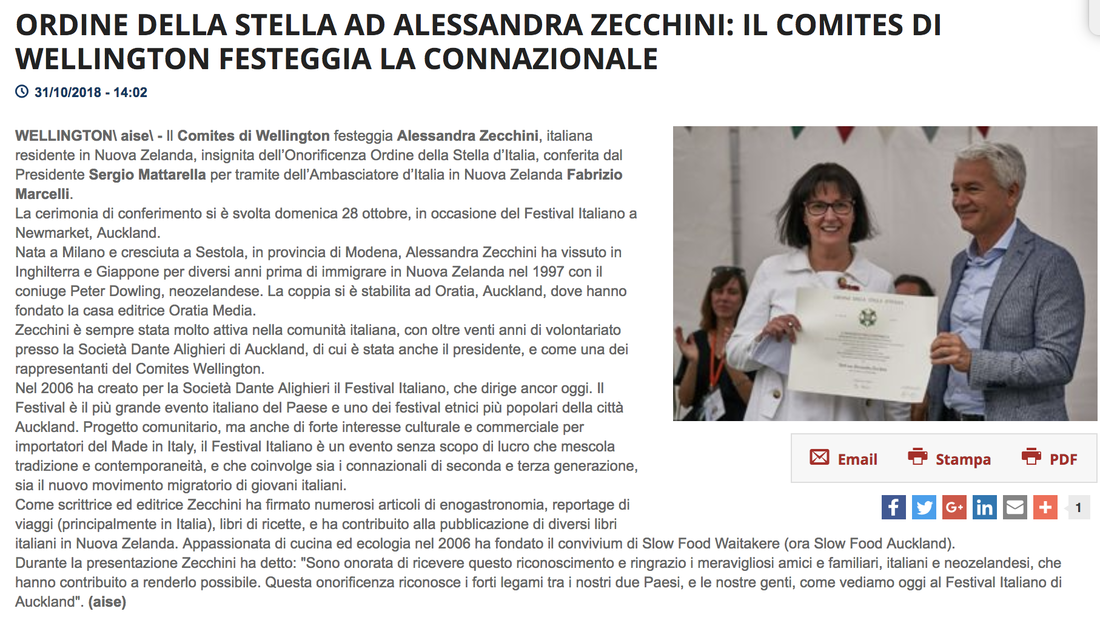 ORDINE DELLA STELLA AD ALESSANDRA ZECCHINI: IL COMITES DI
WELLINGTON FESTEGGIA LA CONNAZIONALE
31/10/2018 - 14:02
WELLINGTON\ aise\ - Il Comites di Wellington festeggia Alessandra Zecchini, italiana
residente in Nuova Zelanda, insignita dell'Onorificenza Ordine della Stella d'Italia, conferita dal
Presidente Sergio Mattarella per tramite dell'Ambasciatore d'Italia in Nuova Zelanda Fabrizio
Marcelli.
La cerimonia di conferimento si è svolta domenica 28 ottobre, in occasione del Festival Italiano a
Newmarket, Auckland.
Nata a Milano e cresciuta a Sestola, in provincia di Modena, Alessandra Zecchini ha vissuto in
Inghilterra e Giappone per diversi anni prima di immigrare in Nuova Zelanda nel 1997 con il
coniuge Peter Dowling, neozelandese. La coppia si è stabilita ad Oratia, Auckland, dove hanno
fondato la casa editrice Oratia Media.
Zecchini è sempre stata molto attiva nella comunità italiana, con oltre venti anni di volontariato
presso la Società Dante Alighieri di Auckland, di cui è stata anche il presidente, e come una dei
rappresentanti del Comites Wellington.
Nel 2006 ha creato per la Società Dante Alighieri il Festival Italiano, che dirige ancor oggi. Il
Festival è il più grande evento italiano del Paese e uno dei festival etnici più popolari della città
Auckland. Progetto comunitario, ma anche di forte interesse culturale e commerciale per
importatori del Made in Italy, il Festival Italiano è un evento senza scopo di lucro che mescola
tradizione e contemporaneità, e che coinvolge sia i connazionali di seconda e terza generazione,
sia il nuovo movimento migratorio di giovani italiani.
Come scrittrice ed editrice Zecchini ha firmato numerosi articoli di enogastronomia, reportage di
viaggi (principalmente in Italia), libri di ricette, e ha contribuito alla pubblicazione di diversi libri
italiani in Nuova Zelanda. Appassionata di cucina ed ecologia nel 2006 ha fondato il convivium di Slow Food Waitakere (ora Slow Food Auckland).
Durante la presentazione Zecchini ha detto: "Sono onorata di ricevere questo riconoscimento e ringrazio i meravigliosi amici e familiari, italiani e neozelandesi, che
hanno contribuito a renderlo possibile. Questa onorificenza riconosce i forti legami tra i nostri due Paesi, e le nostre genti, come vediamo oggi al Festival Italiano di
Auckland". (aise)
ORDINE DELLA STELLA D'ITALIA
Email Stampa PDF
f G+ in + 1